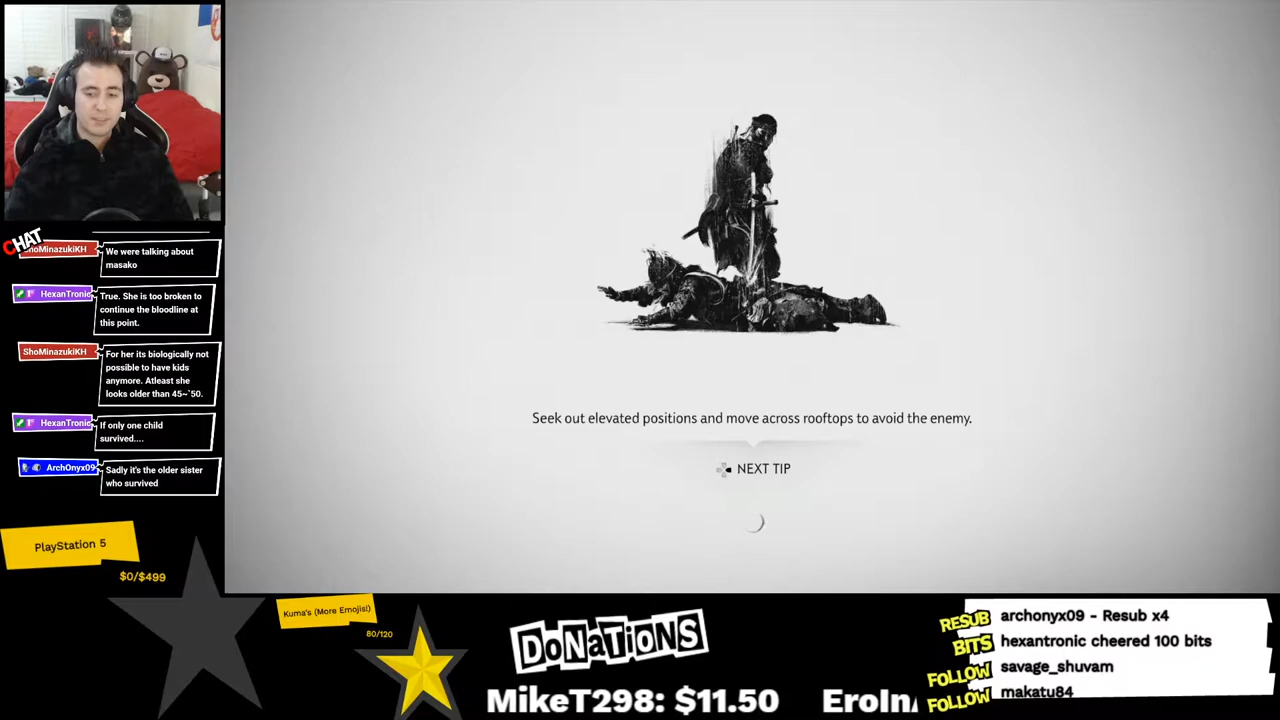 CHAT
ShoMinazukiKH
We were talking about
masako
HexanTronic
True. She is too broken to
continue the bloodline at
this point.
ShoMinazukiKH
For her its biologically not
possible to have kids
anymore. Atleast she
looks older than 45~`50.
HexanTronic
If only one child
survived....
ArchOnyx09
Sadly it's the older sister
who survived
Seek out elevated positions and move across rooftops to avoid the enemy.
NEXT TIP
PlayStation 5
$0/$499
Kuma's (More Emojis!)
80/120
DoNaTiONS
MikeT298: $11.50 EroIn
RESUB archonyx09 - Resub x4
BITS hexantronic cheered 100 bits
FOLLOW savage_shuvam
FOLLOW makatu84